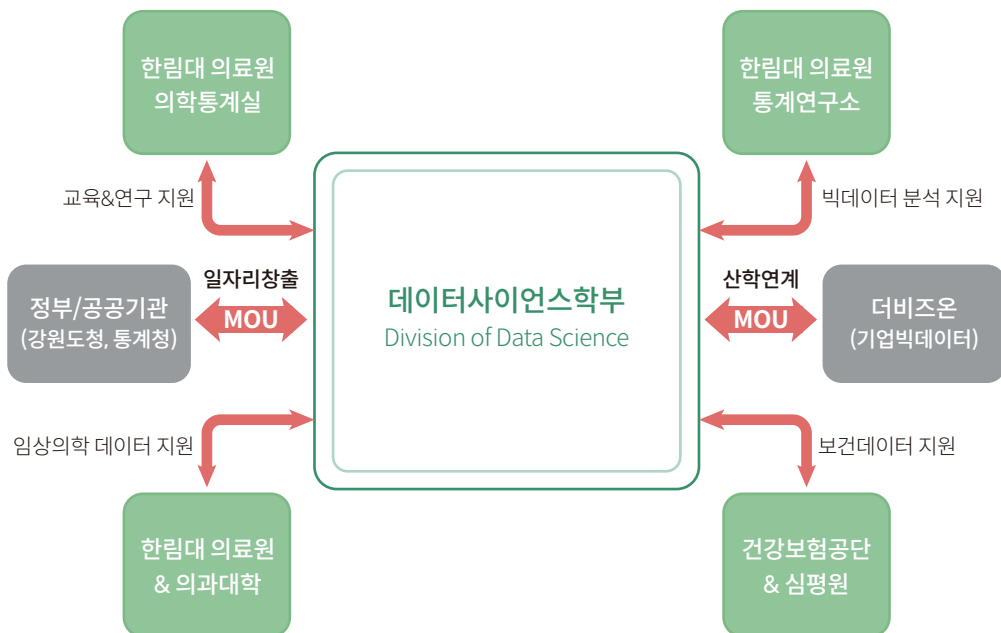 한림대 의료원
의학통계실
한림대 의료원
통계연구소
교육&연구 지원
빅데이터 분석 지원
일자리창출
MOU
정부/공공기관
(강원도청, 통계청)
데이터사이언스학부
Division of Data Science
산학연계
MOU
더비즈온
(기업빅데이터)
임상의학 데이터 지원
보건데이터 지원
한림대 의료원
& 의과대학
건강보험공단
& 심평원